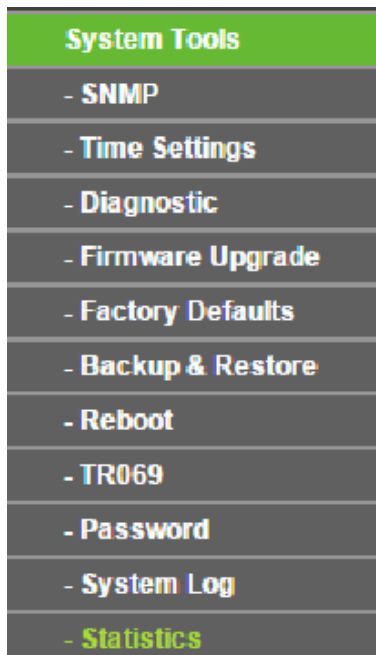 System Tools
- SNMP
- Time Settings
- Diagnostic
- Firmware Upgrade
- Factory Defaults
- Backup & Restore
- Reboot
- TR069
- Password
- System Log
- Statistics